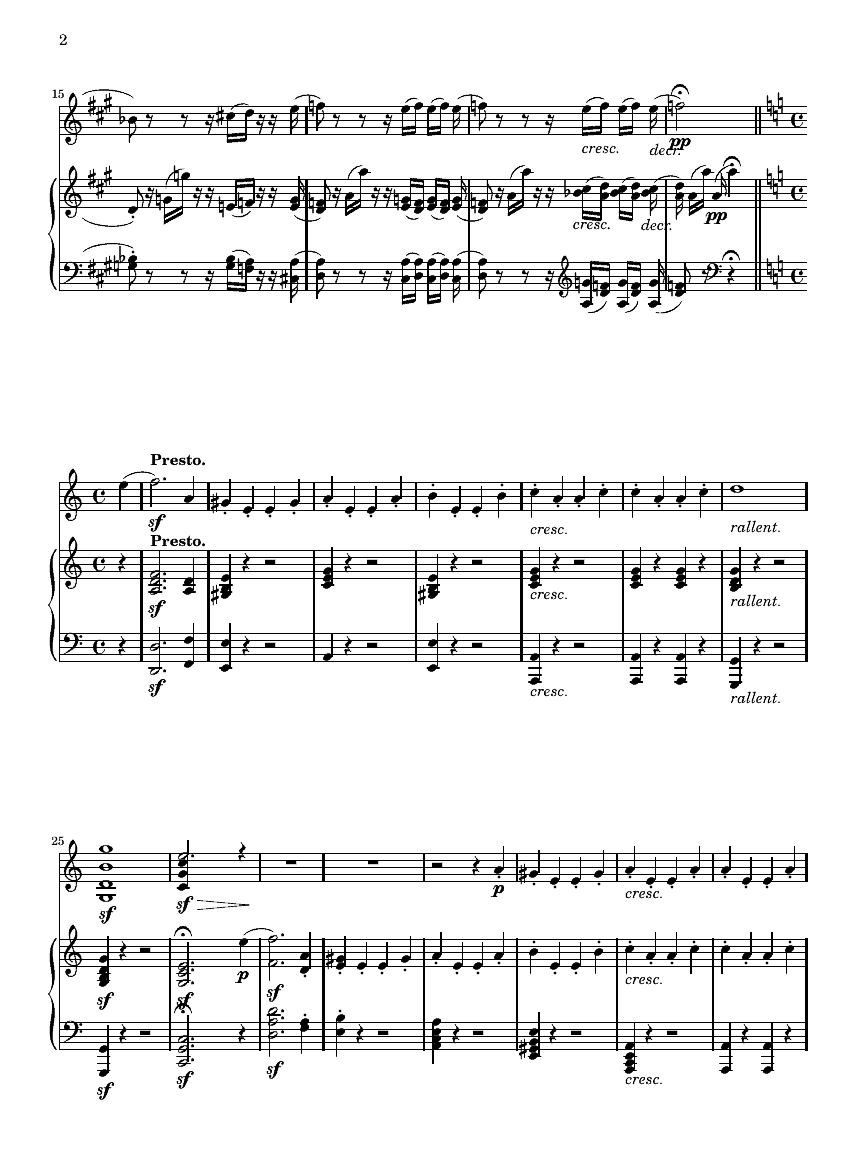 2
15
cresc. decr. pp
cresc. decr. pp
Presto.
sf cresc. rallent.
Presto.
sf cresc. rallent.
sf cresc. rallent.
25
sf sf p cresc.
sf sf p sf cresc.
sf sf sf cresc.